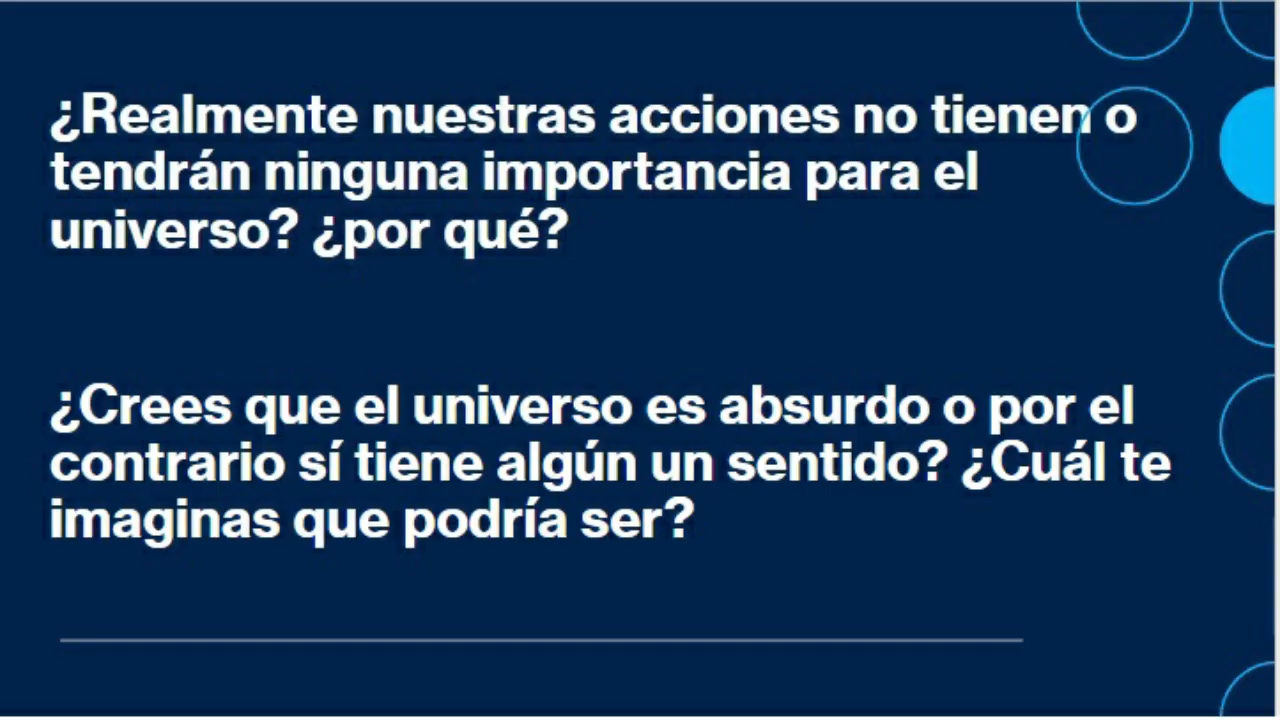 ¿Realmente nuestras acciones no tienen o
tendrán ninguna importancia para el
universo? ¿por qué?
¿Crees que el universo es absurdo o por el
contrario sí tiene algún un sentido? ¿Cuál te
imaginas que podría ser?